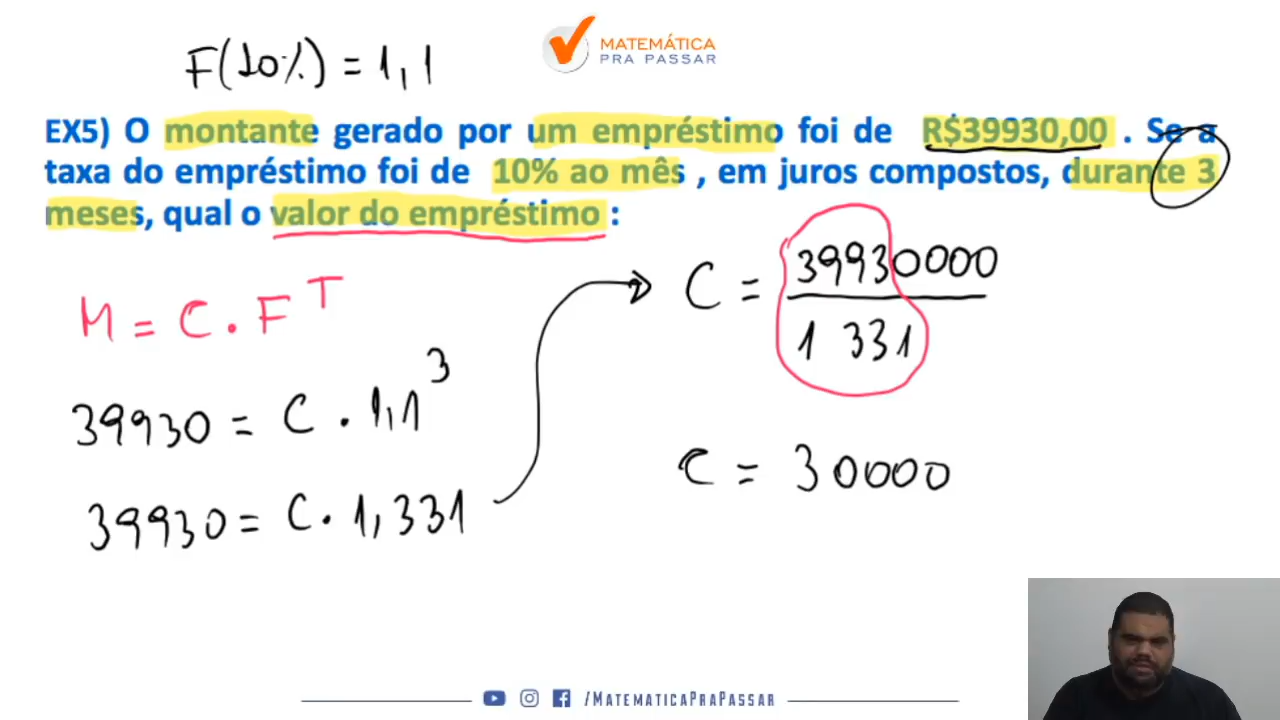 F(10%) = 1,1
MATEMÁTICA
PRA PASSAR
EX5) O montante gerado por um empréstimo foi de R$39930,00 . Se a
taxa do empréstimo foi de 10% ao mês , em juros compostos, durante 3
meses, qual o valor do empréstimo :
M = C . F^T
39930 = C . 1,1^3
39930 = C . 1,331
C = 39930000
1 331
C = 30000
/MATEMATICAPRAPASSAR